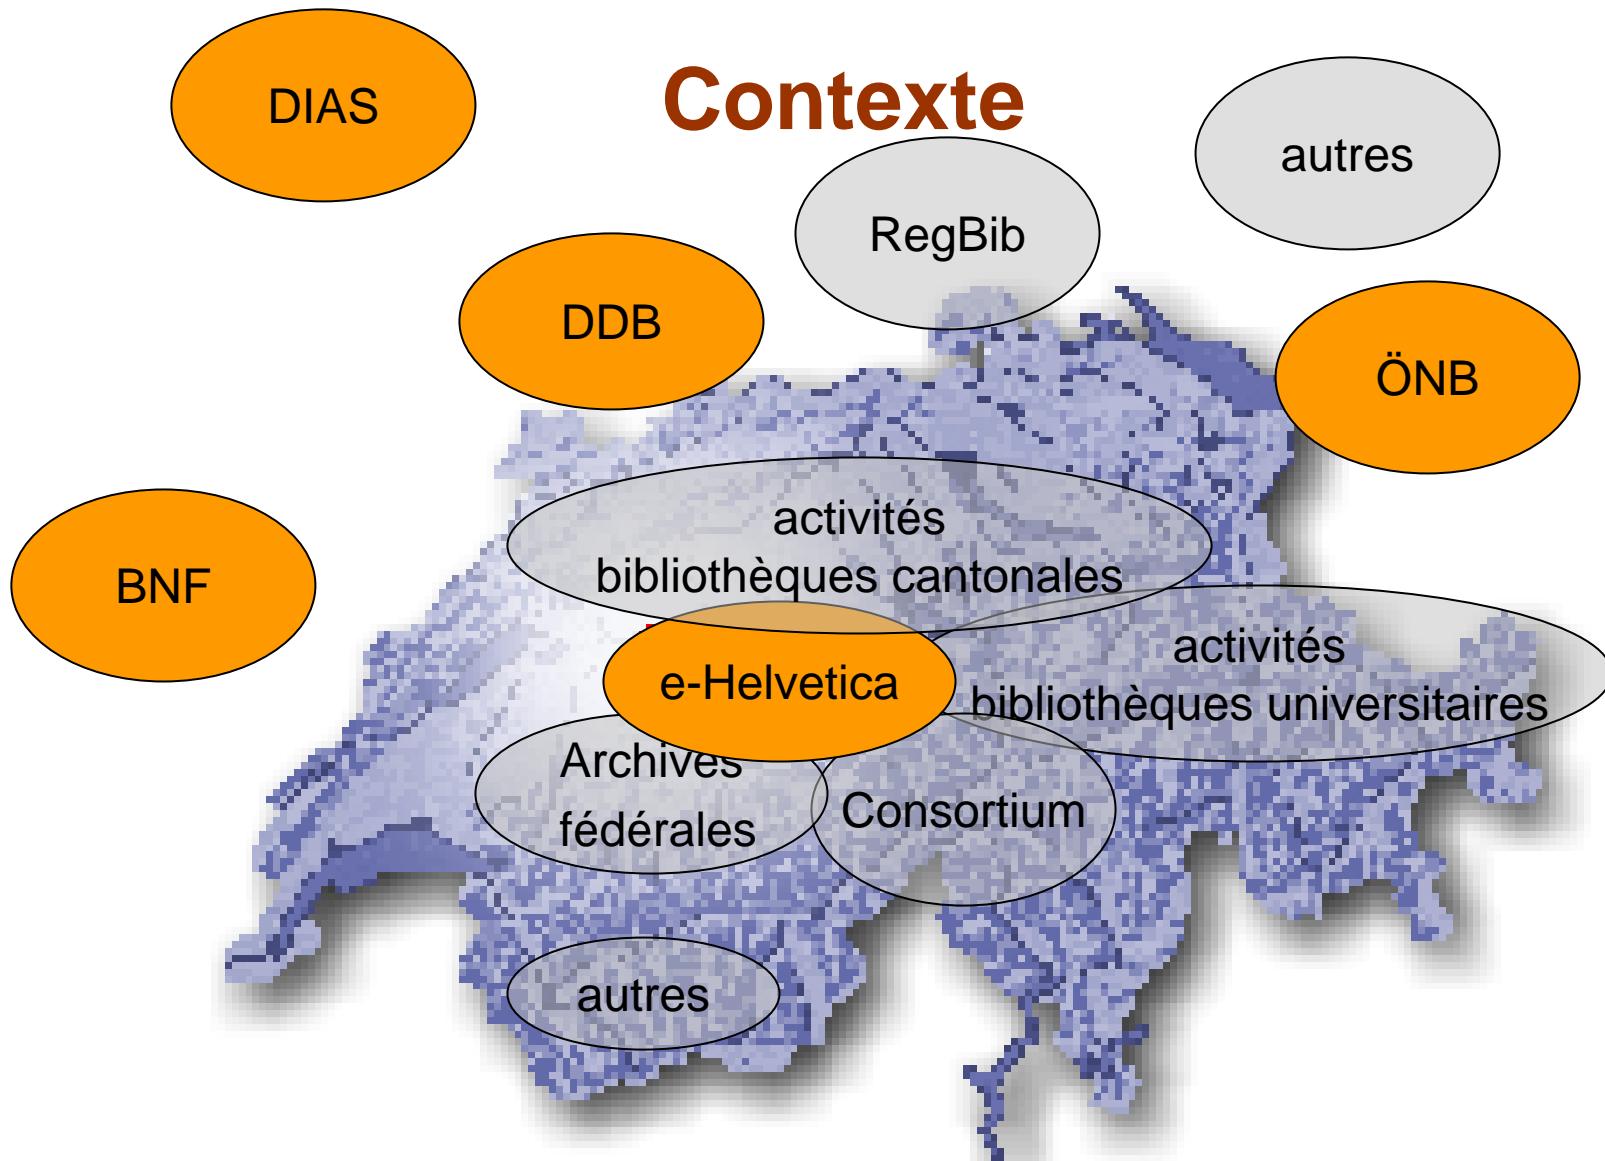 Contexte
DIAS
autres
RegBib
DDB
ÖNB
activités
bibliothèques cantonales
BNF
activités
bibliothèques universitaires
e-Helvetica
Archives
fédérales
Consortium
autres